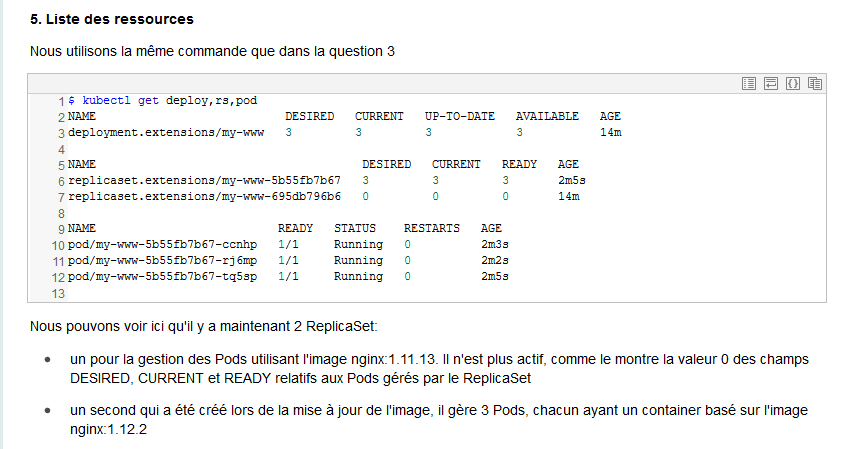 5. Liste des ressources
Nous utilisons la même commande que dans la question 3
1 $ kubectl get deploy,rs,pod
2 NAME DESIRED CURRENT UP-TO-DATE AVAILABLE AGE
3 deployment.extensions/my-www 3 3 3 3 14m
4
5 NAME DESIRED CURRENT READY AGE
6 replicaset.extensions/my-www-5b55fb7b67 3 3 3 2m5s
7 replicaset.extensions/my-www-695db796b6 0 0 0 14m
8
9 NAME READY STATUS RESTARTS AGE
10 pod/my-www-5b55fb7b67-ccnhp 1/1 Running 0 2m3s
11 pod/my-www-5b55fb7b67-rj6mp 1/1 Running 0 2m2s
12 pod/my-www-5b55fb7b67-tq5sp 1/1 Running 0 2m5s
13
Nous pouvons voir ici qu'il y a maintenant 2 ReplicaSet:
• un pour la gestion des Pods utilisant l'image nginx:1.11.13. Il n'est plus actif, comme le montre la valeur 0 des champs
DESIRED, CURRENT et READY relatifs aux Pods gérés par le ReplicaSet
• un second qui a été créé lors de la mise à jour de l'image, il gère 3 Pods, chacun ayant un container basé sur l'image
nginx:1.12.2